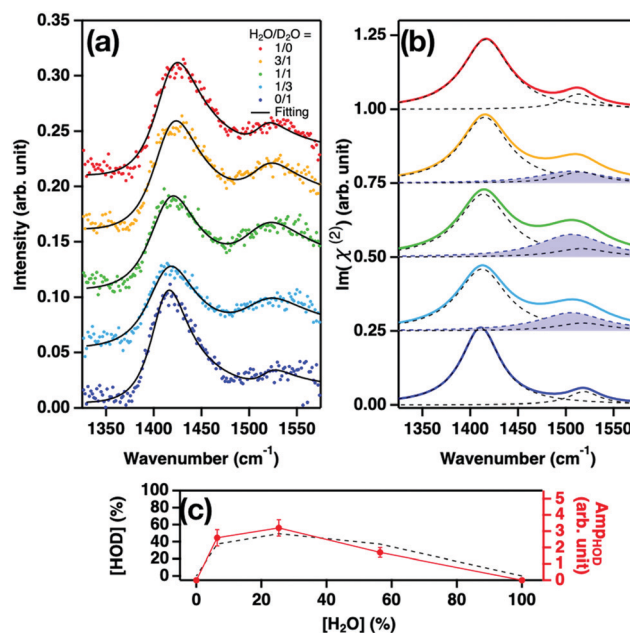 (a)
H₂O/D₂O =
1/0
3/1
1/1
1/3
0/1
Fitting
0.35
0.30
0.25
0.20
0.15
0.10
0.05
0.00
Intensity (arb. unit)
1350 1400 1450 1500 1550
Wavenumber (cm⁻¹)
(b)
1.25
1.00
0.75
0.50
0.25
0.00
Im(χ⁽²⁾) (arb. unit)
1350 1400 1450 1500 1550
Wavenumber (cm⁻¹)
(c)
100
80
60
40
20
0
[HOD] (%)
5
4
3
2
1
0
Amp_HOD
(arb. unit)
0 20 40 60 80 100
[H₂O] (%)